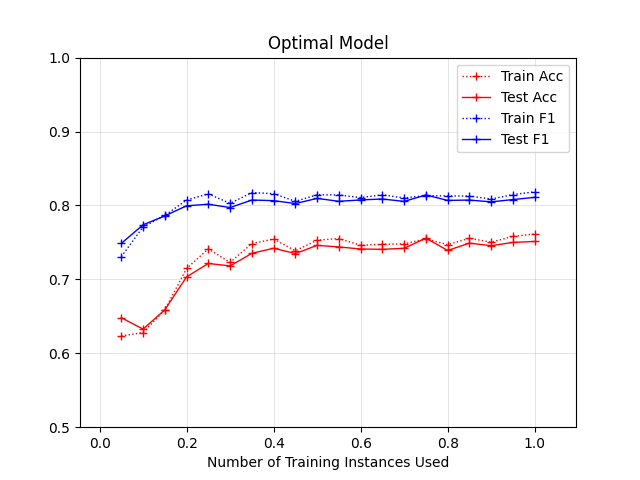 Optimal Model
1.0
0.9
0.8
0.7
0.6
0.5
Train Acc
Test Acc
Train F1
Test F1
0.0 0.2 0.4 0.6 0.8 1.0
Number of Training Instances Used